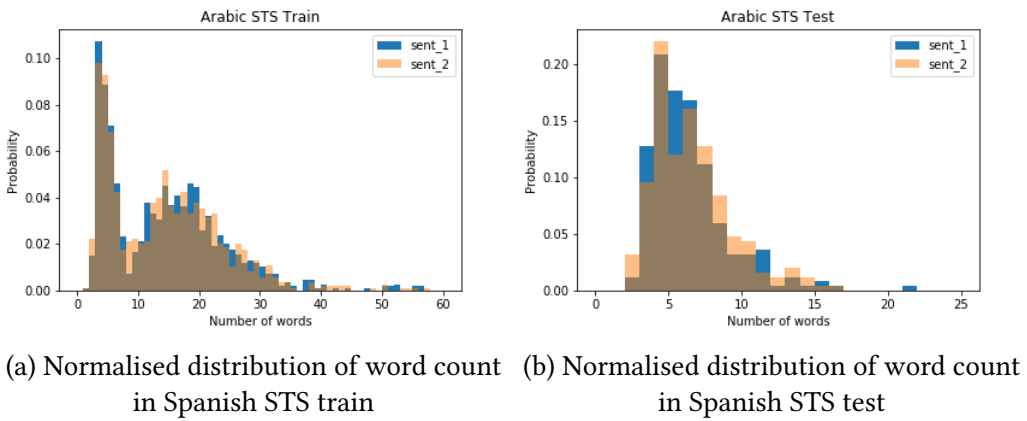 Arabic STS Train
sent_1
sent_2
Probability
0.00
0.02
0.04
0.06
0.08
0.10
0 10 20 30 40 50 60
Number of words
Arabic STS Test
sent_1
sent_2
Probability
0.00
0.05
0.10
0.15
0.20
0 5 10 15 20 25
Number of words
(a) Normalised distribution of word count
in Spanish STS train
(b) Normalised distribution of word count
in Spanish STS test